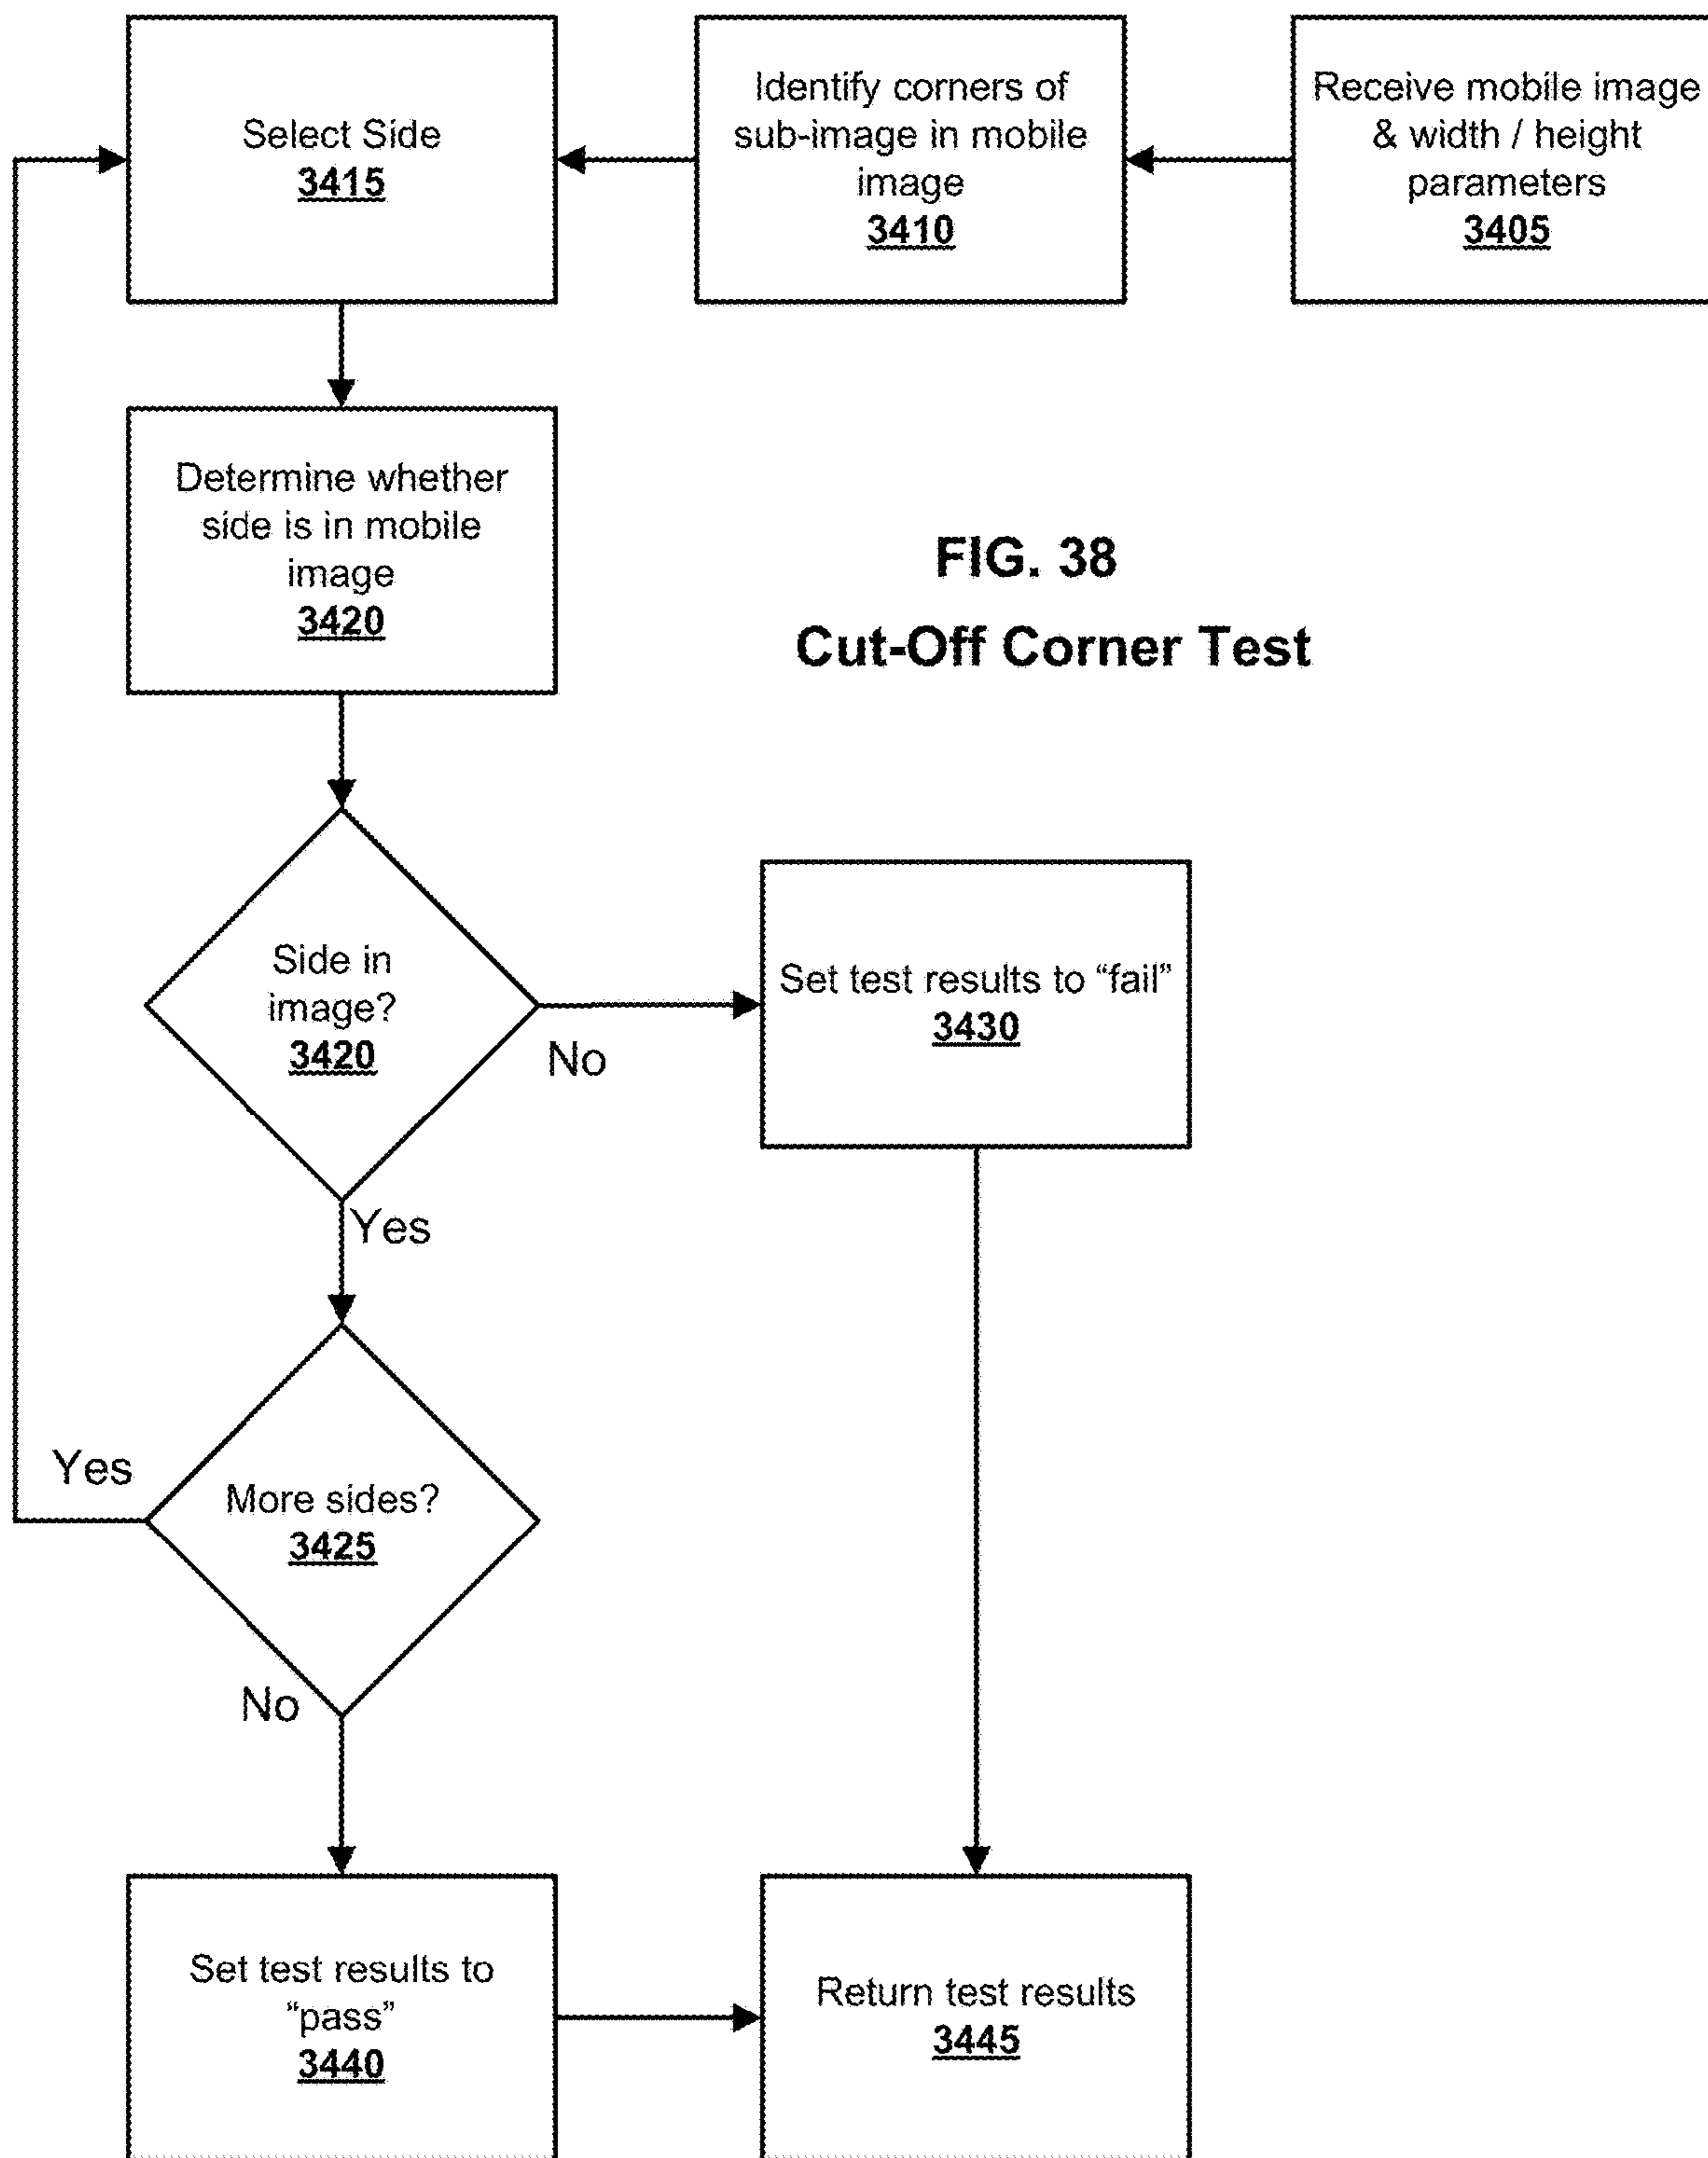 Select Side
3415
Identify corners of
sub-image in mobile
image
3410
Receive mobile image
& width / height
parameters
3405
Determine whether
side is in mobile
image
3420
FIG. 38
Cut-Off Corner Test
Side in
image?
3420
No
Set test results to “fail”
3430
Yes
Yes
More sides?
3425
No
Set test results to
“pass”
3440
Return test results
3445